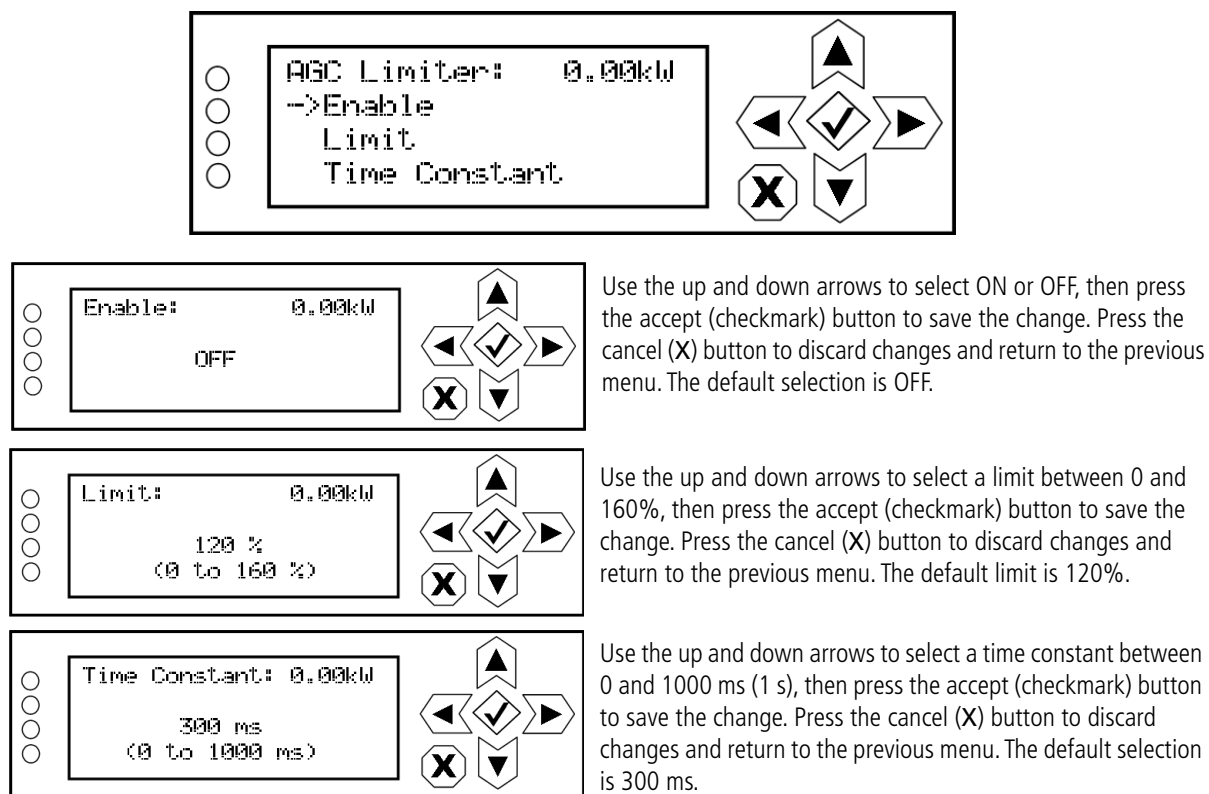 AGC Limiter: 0.00kW
->Enable
Limit
Time Constant
X
Enable: 0.00kW
OFF
X
Use the up and down arrows to select ON or OFF, then press
the accept (checkmark) button to save the change. Press the
cancel (X) button to discard changes and return to the previous
menu. The default selection is OFF.
Limit: 0.00kW
120 %
(0 to 160 %)
X
Use the up and down arrows to select a limit between 0 and
160%, then press the accept (checkmark) button to save the
change. Press the cancel (X) button to discard changes and
return to the previous menu. The default limit is 120%.
Time Constant: 0.00kW
300 ms
(0 to 1000 ms)
X
Use the up and down arrows to select a time constant between
0 and 1000 ms (1 s), then press the accept (checkmark) button
to save the change. Press the cancel (X) button to discard
changes and return to the previous menu. The default selection
is 300 ms.